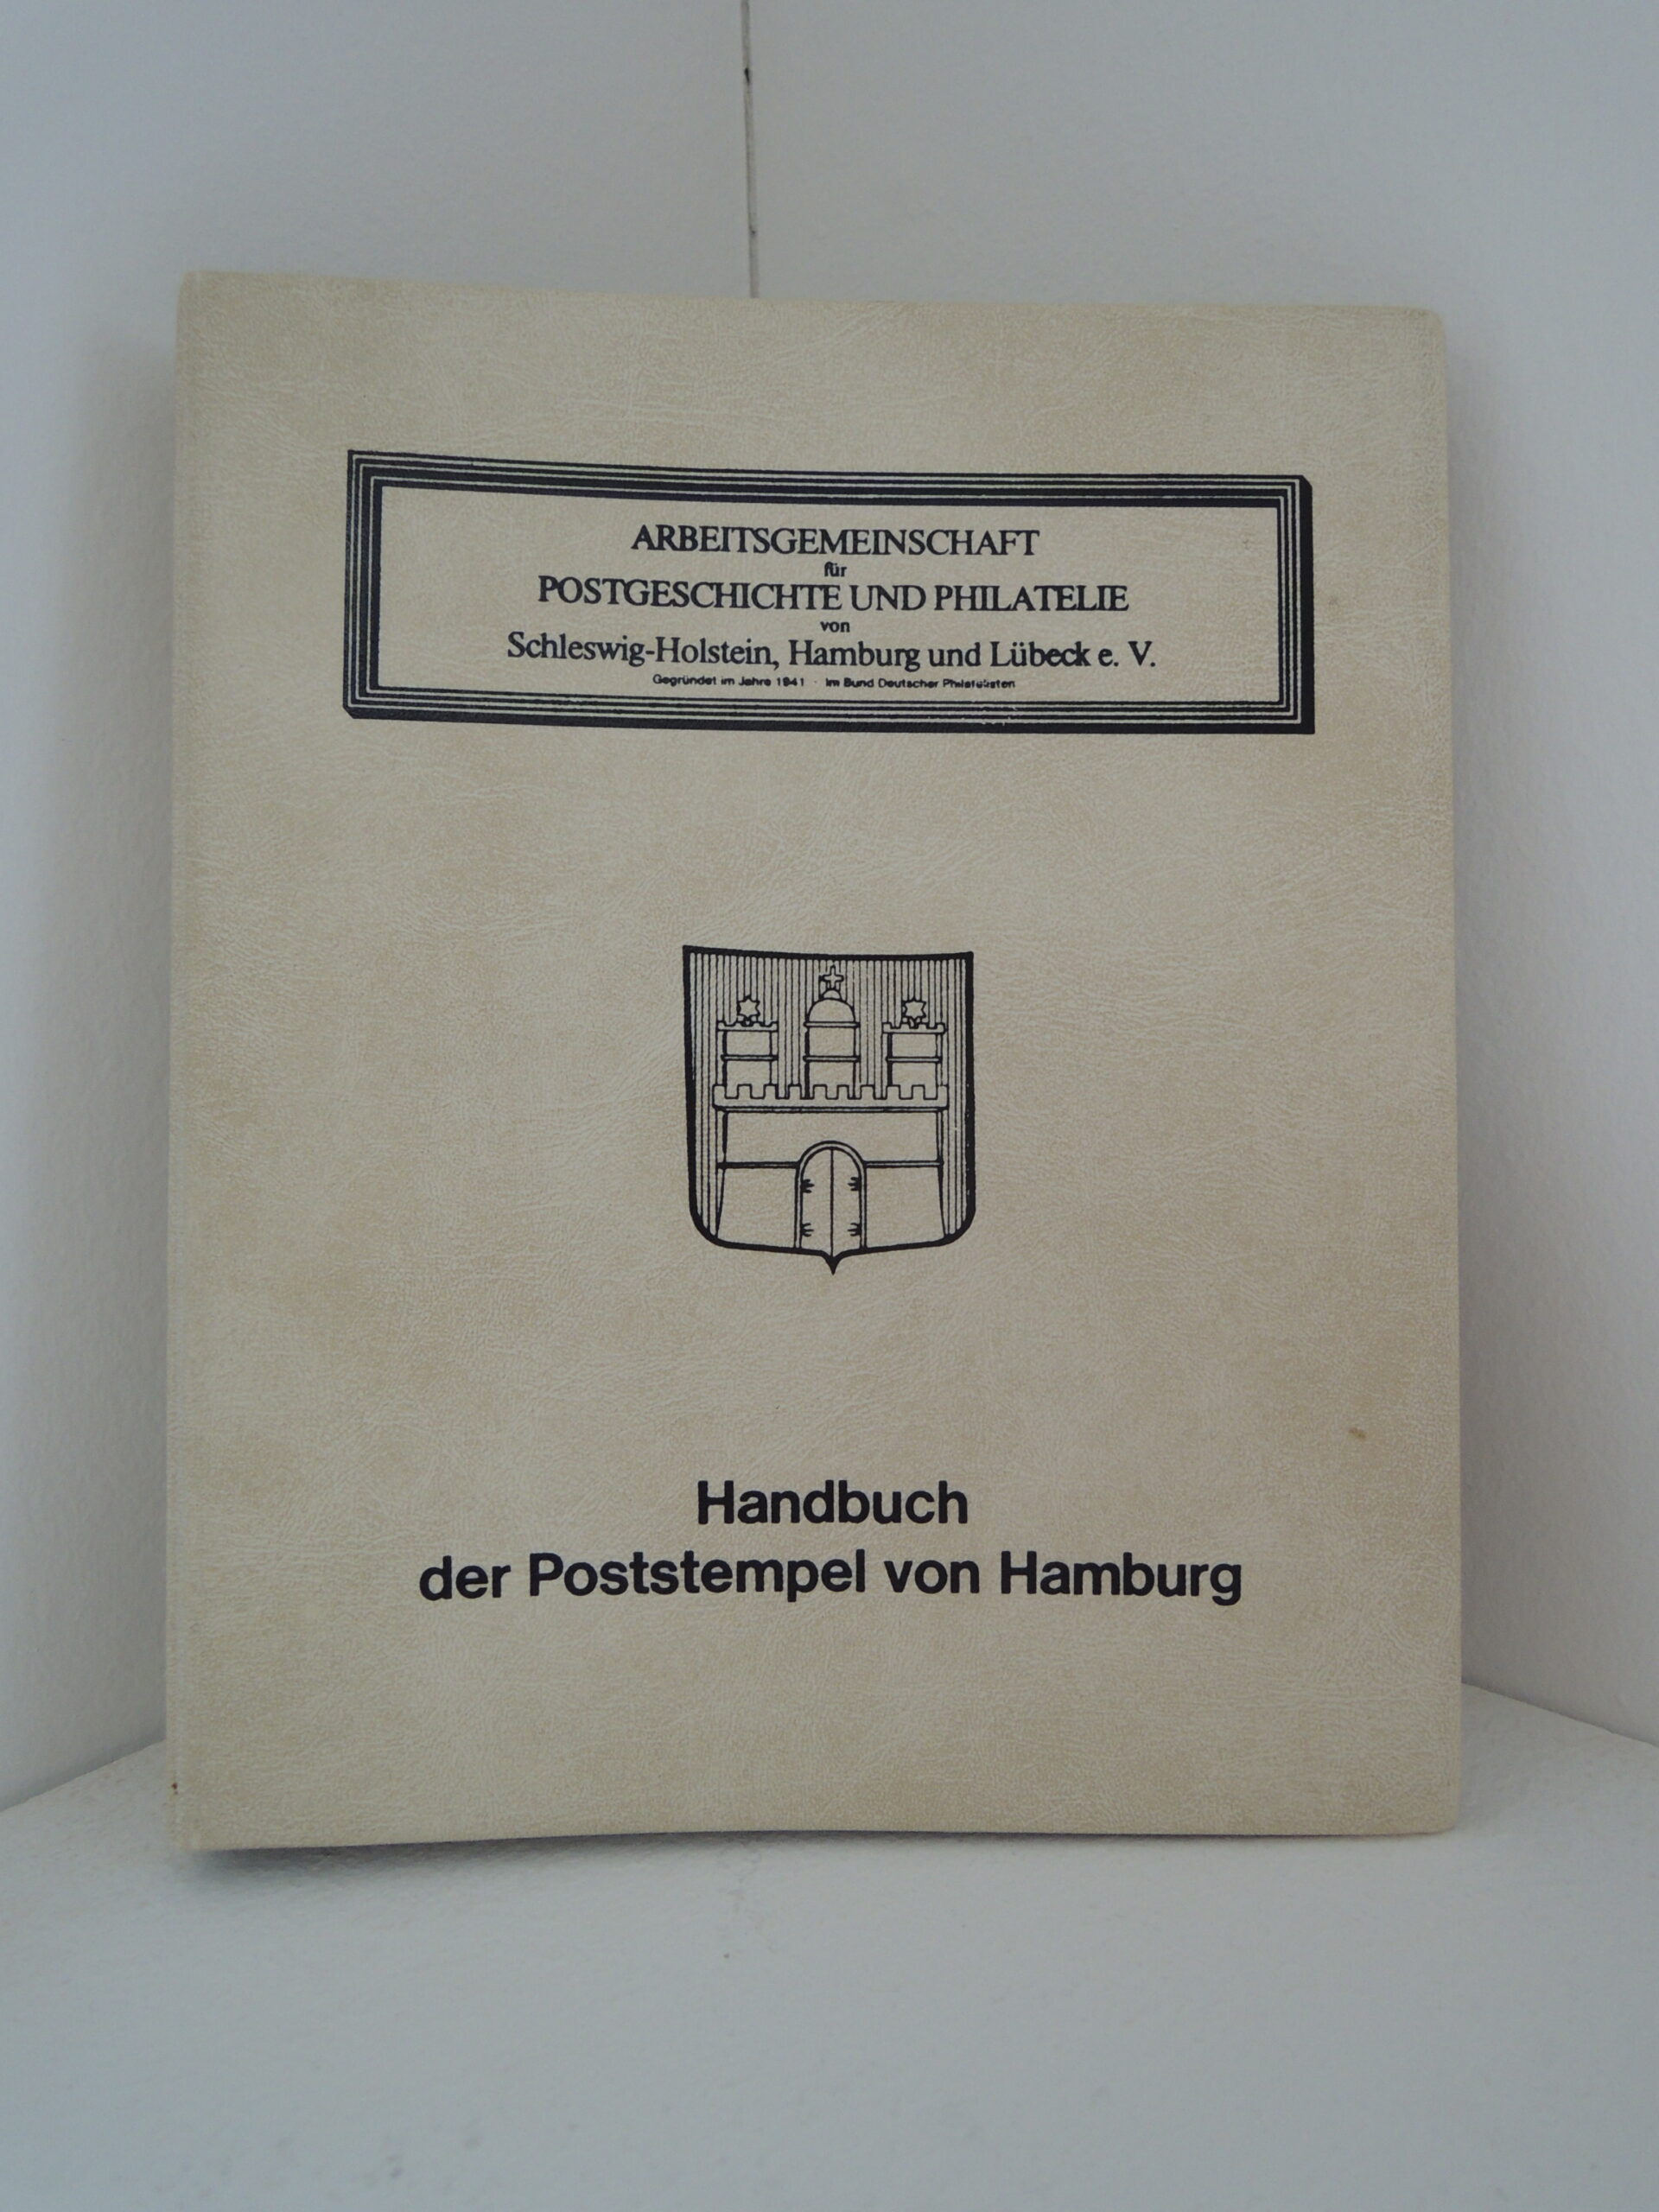 ARBEITSGEMEINSCHAFT
für
POSTGESCHICHTE UND PHILATELIE
von
Schleswig-Holstein, Hamburg und Lübeck e. V.
Gegründet im Jahre 1941 · Im Bund Deutscher Philatelisten
Handbuch
der Poststempel von Hamburg